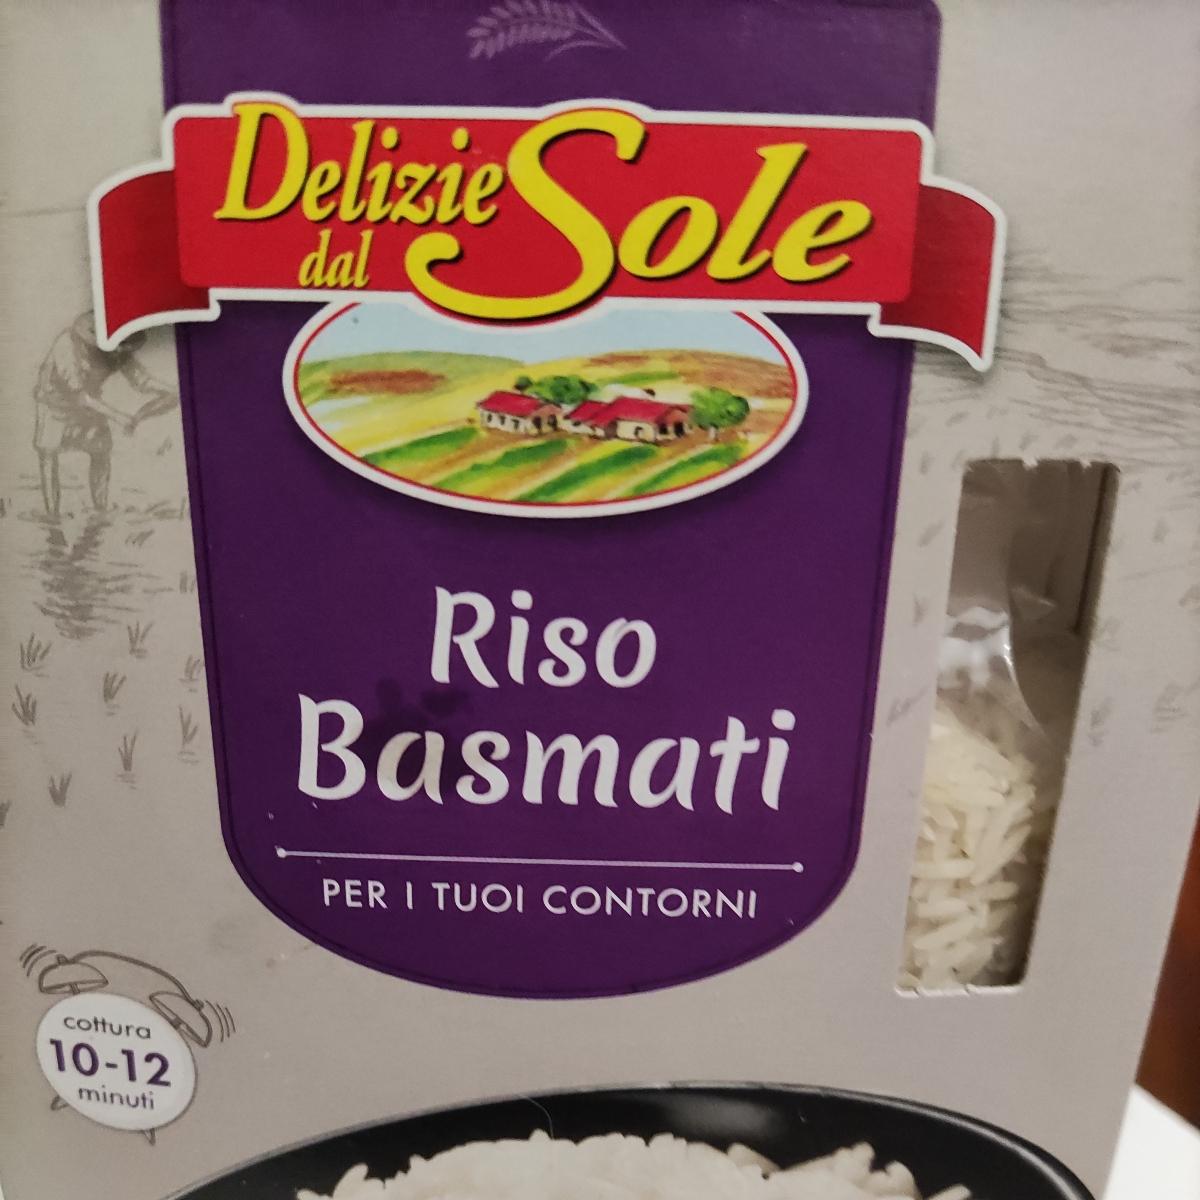 Delizie
dal Sole
Riso
Basmati
PER I TUOI CONTORNI
cottura
10-12
minuti